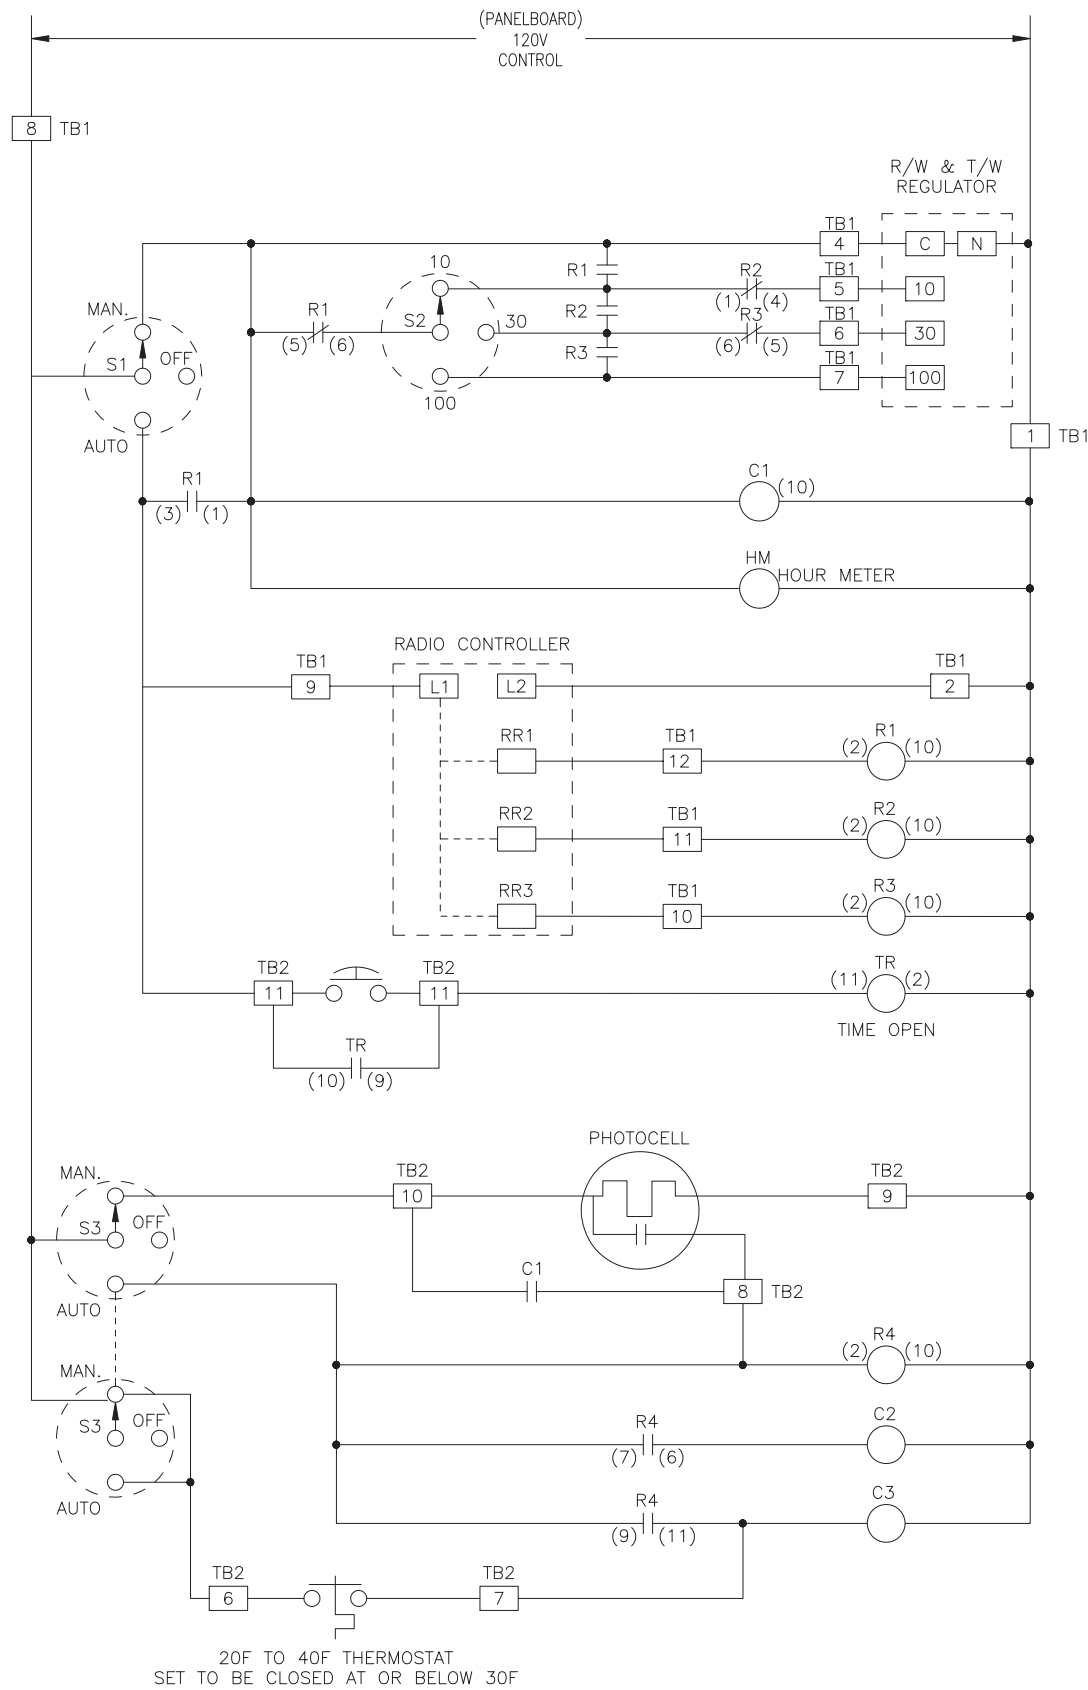 (PANELBOARD)
120V
CONTROL
8 TB1
R/W & T/W
REGULATOR
TB1
4 C N
10
R1
R2
(1) (4)
TB1
5 10
MAN.
R1
(5) (6)
S2
30
R2
R3
(6) (5)
TB1
6 30
S1
OFF
R3
TB1
7 100
100
AUTO
1 TB1
R1
(3) (1)
C1
(10)
HM
HOUR METER
RADIO CONTROLLER
TB1
9
L1 L2
TB1
2
RR1
TB1
12
R1
(2) (10)
RR2
TB1
11
R2
(2) (10)
RR3
TB1
10
R3
(2) (10)
TB2
11
TB2
11
TR
(11) (2)
TIME OPEN
TR
(10) (9)
PHOTOCELL
MAN.
TB2
10
TB2
9
S3
OFF
C1
8 TB2
AUTO
R4
(2) (10)
MAN.
S3
OFF
R4
(7) (6)
C2
AUTO
R4
(9) (11)
C3
TB2
6
TB2
7
20F TO 40F THERMOSTAT
SET TO BE CLOSED AT OR BELOW 30F